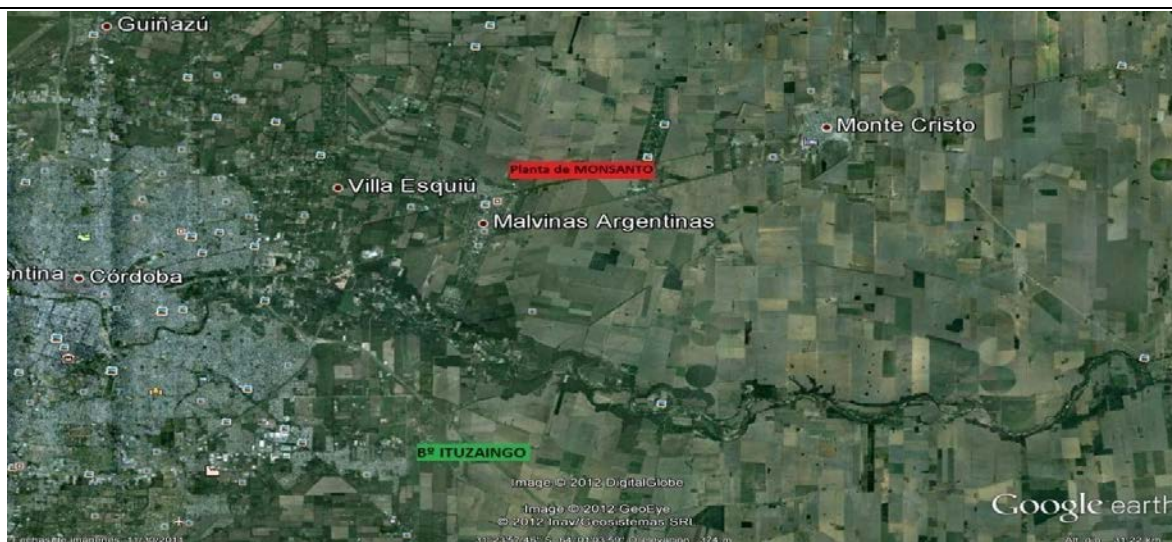 Guiñazú
Monte Cristo
Planta de MONSANTO
Villa Esquiú
Malvinas Argentinas
entina
Córdoba
Bº ITUZAINGO
Image © 2012 DigitalGlobe
Image © 2012 GeoEye
© 2012 Inav/Geosistemas SRL
Google earth